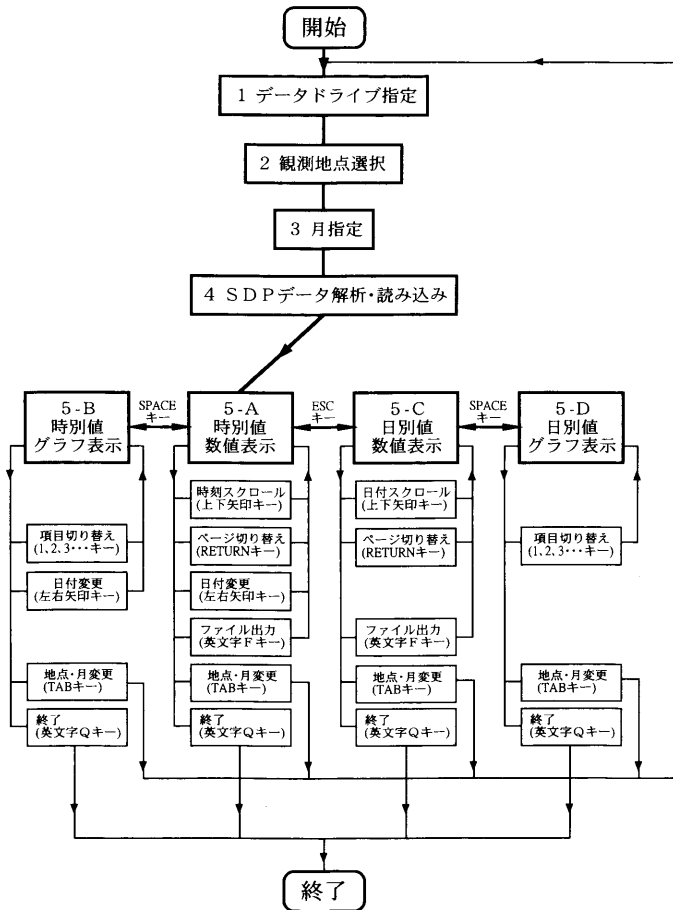 開始
1 データドライブ指定
2 観測地点選択
3 月指定
4 SDPデータ解析・読み込み
5-B
時別値
グラフ表示
SPACE
キー
5-A
時別値
数値表示
ESC
キー
5-C
日別値
数値表示
SPACE
キー
5-D
日別値
グラフ表示
項目切り替え
(1,2,3・・・キー)
日付変更
(左右矢印キー)
地点・月変更
(TABキー)
終了
(英文字Qキー)
時刻スクロール
(上下矢印キー)
ページ切り替え
(RETURNキー)
日付変更
(左右矢印キー)
ファイル出力
(英文字Fキー)
地点・月変更
(TABキー)
終了
(英文字Qキー)
日付スクロール
(上下矢印キー)
ページ切り替え
(RETURNキー)
ファイル出力
(英文字Fキー)
地点・月変更
(TABキー)
終了
(英文字Qキー)
項目切り替え
(1,2,3・・・キー)
地点・月変更
(TABキー)
終了
(英文字Qキー)
終了